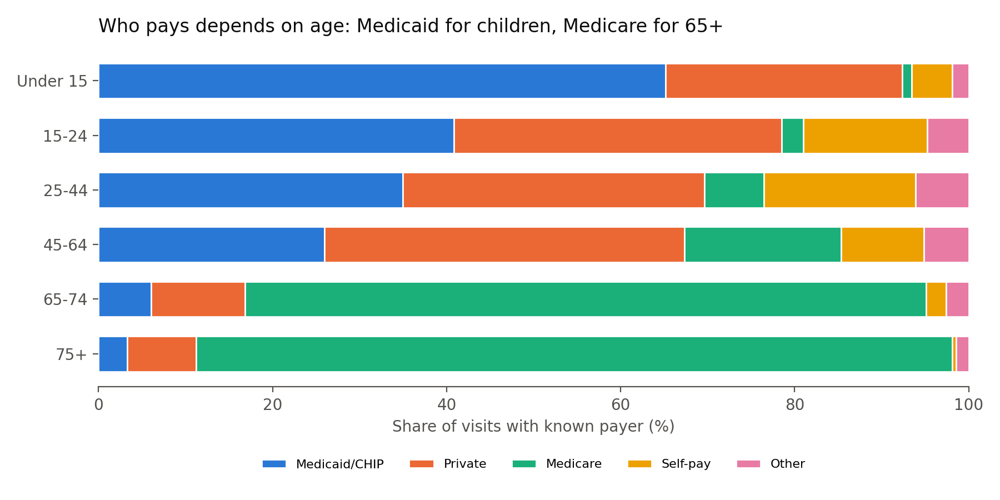 Who pays depends on age: Medicaid for children, Medicare for 65+
Under 15
15-24
25-44
45-64
65-74
75+
0 20 40 60 80 100
Share of visits with known payer (%)
Medicaid/CHIP Private Medicare Self-pay Other